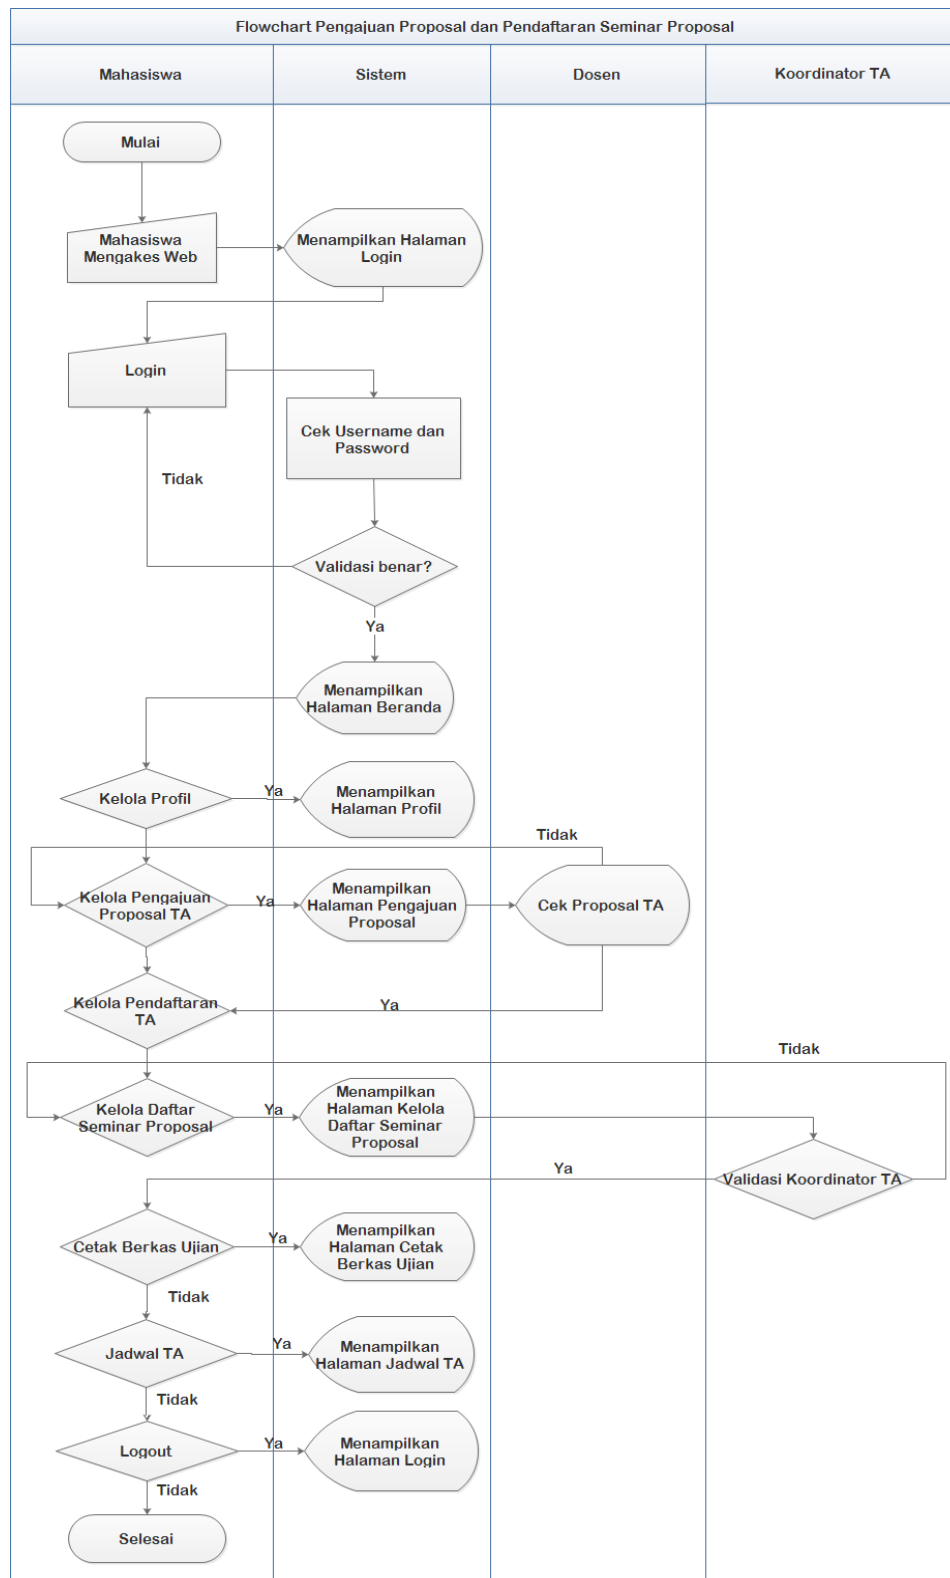 Flowchart Pengajuan Proposal dan Pendaftaran Seminar Proposal
Mahasiswa
Sistem
Dosen
Koordinator TA
Mulai
Mahasiswa
Mengakes Web
Menampilkan Halaman
Login
Login
Cek Username dan
Password
Tidak
Validasi benar?
Ya
Menampilkan
Halaman Beranda
Kelola Profil
Ya
Menampilkan
Halaman Profil
Tidak
Kelola Pengajuan
Proposal TA
Ya
Menampilkan
Halaman Pengajuan
Proposal
Cek Proposal TA
Kelola Pendaftaran
TA
Ya
Tidak
Kelola Daftar
Seminar Proposal
Ya
Menampilkan
Halaman Kelola
Daftar Seminar
Proposal
Ya
Validasi Koordinator TA
Cetak Berkas Ujian
Ya
Menampilkan
Halaman Cetak
Berkas Ujian
Tidak
Jadwal TA
Ya
Menampilkan
Halaman Jadwal TA
Tidak
Logout
Ya
Menampilkan
Halaman Login
Tidak
Selesai